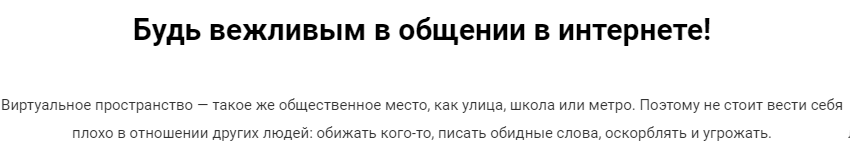 Будь вежливым в общении в интернете!
Виртуальное пространство — такое же общественное место, как улица, школа или метро. Поэтому не стоит вести себя
плохо в отношении других людей: обижать кого-то, писать обидные слова, оскорблять и угрожать.